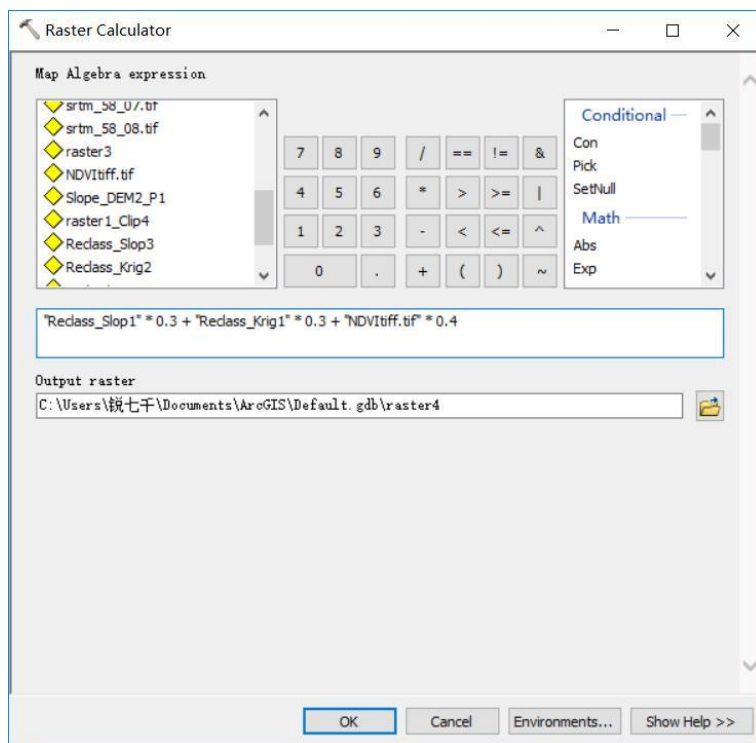 Raster Calculator
Map Algebra expression
srtm_58_07.tif
srtm_58_08.tif
raster3
NDVItiff.tif
Slope_DEM2_P1
raster1_Clip4
Reclass_Slop3
Reclass_Krig2
7 8 9 / == != &
4 5 6 * > >= |
1 2 3 - < <= ^
0 . + ( ) ~
Conditional
Con
Pick
SetNull
Math
Abs
Exp
"Reclass_Slop1" * 0.3 + "Reclass_Krig1" * 0.3 + "NDVItiff.tif" * 0.4
Output raster
C:\Users\锐七千\Documents\ArcGIS\Default.gdb\raster4
OK Cancel Environments... Show Help >>